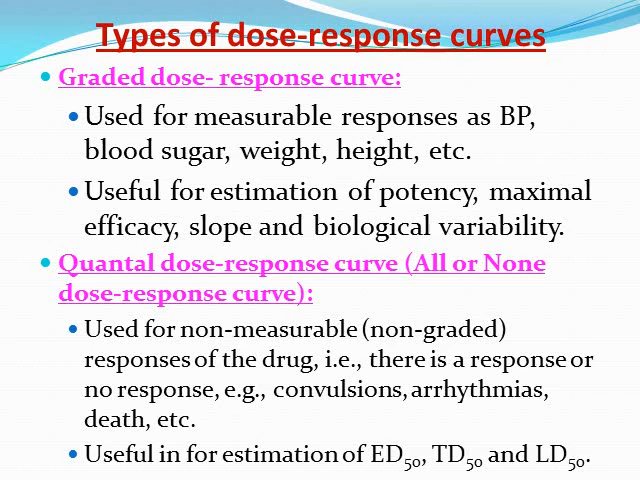 Types of dose-response curves
• Graded dose- response curve:
• Used for measurable responses as BP,
blood sugar, weight, height, etc.
• Useful for estimation of potency, maximal
efficacy, slope and biological variability.
• Quantal dose-response curve (All or None
dose-response curve):
• Used for non-measurable (non-graded)
responses of the drug, i.e., there is a response or
no response, e.g., convulsions, arrhythmias,
death, etc.
• Useful in for estimation of ED₅₀, TD₅₀ and LD₅₀.